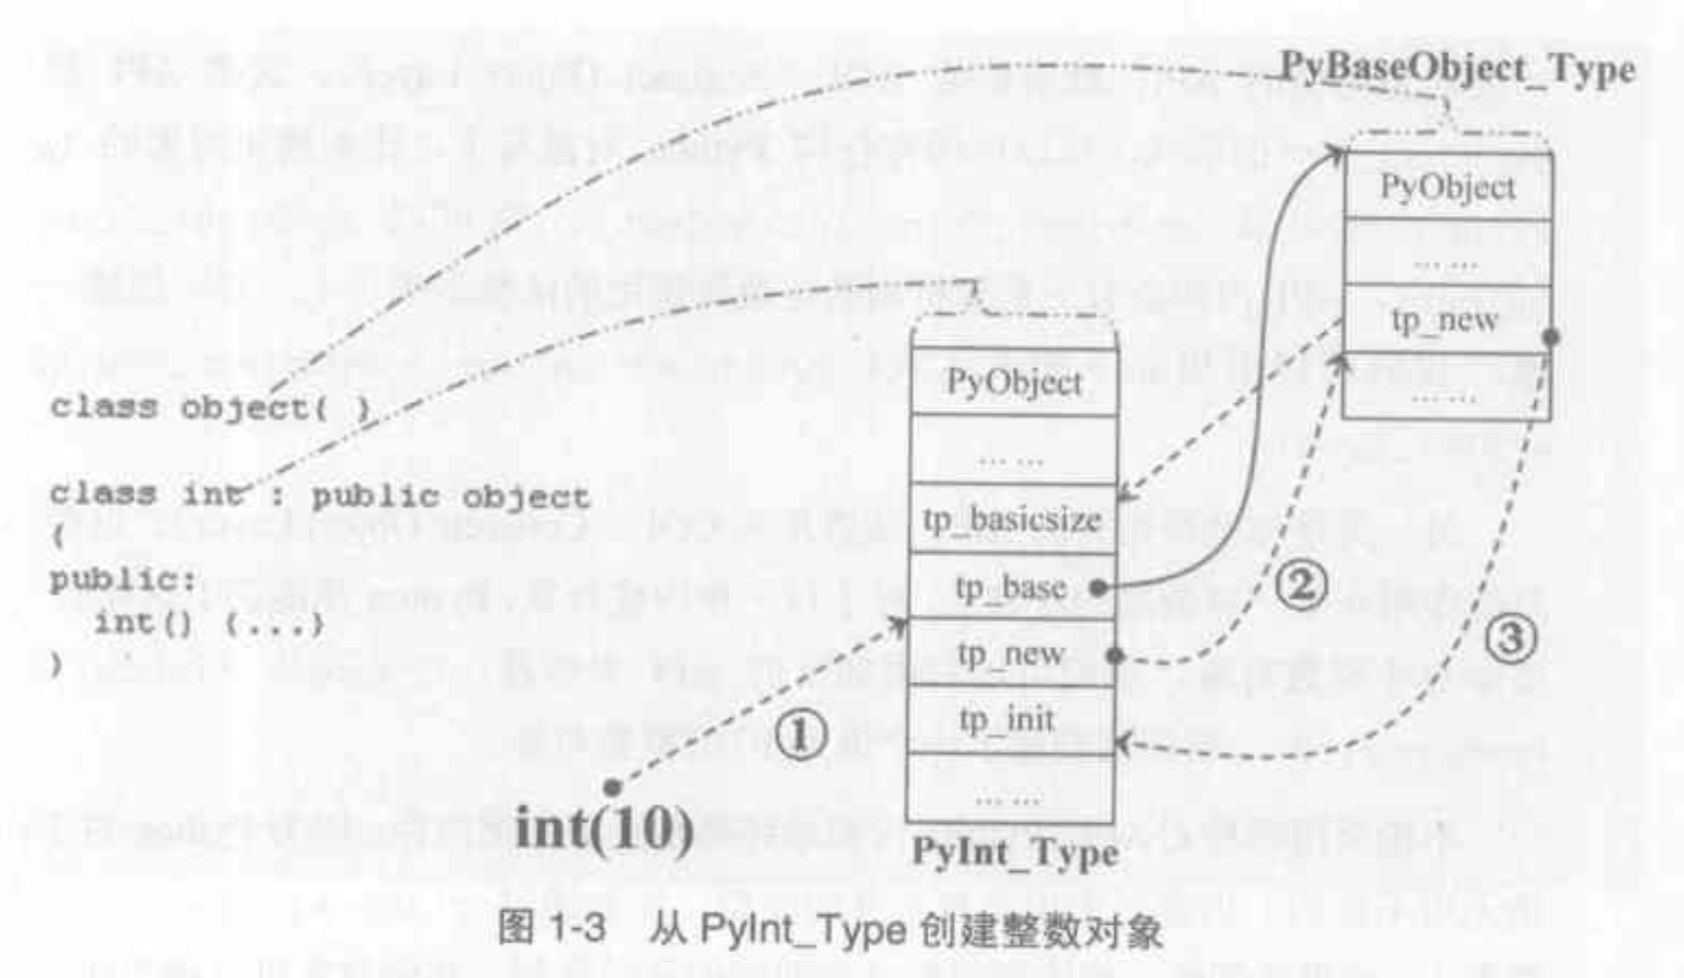 PyBaseObject_Type
PyObject
... ...
tp_new
... ...
PyObject
... ...
tp_basicsize
tp_base
tp_new
tp_init
... ...
PyInt_Type
class object( )
class int : public object
{
public:
int() {...}
}
①
②
③
int(10)
图 1-3 从 PyInt_Type 创建整数对象